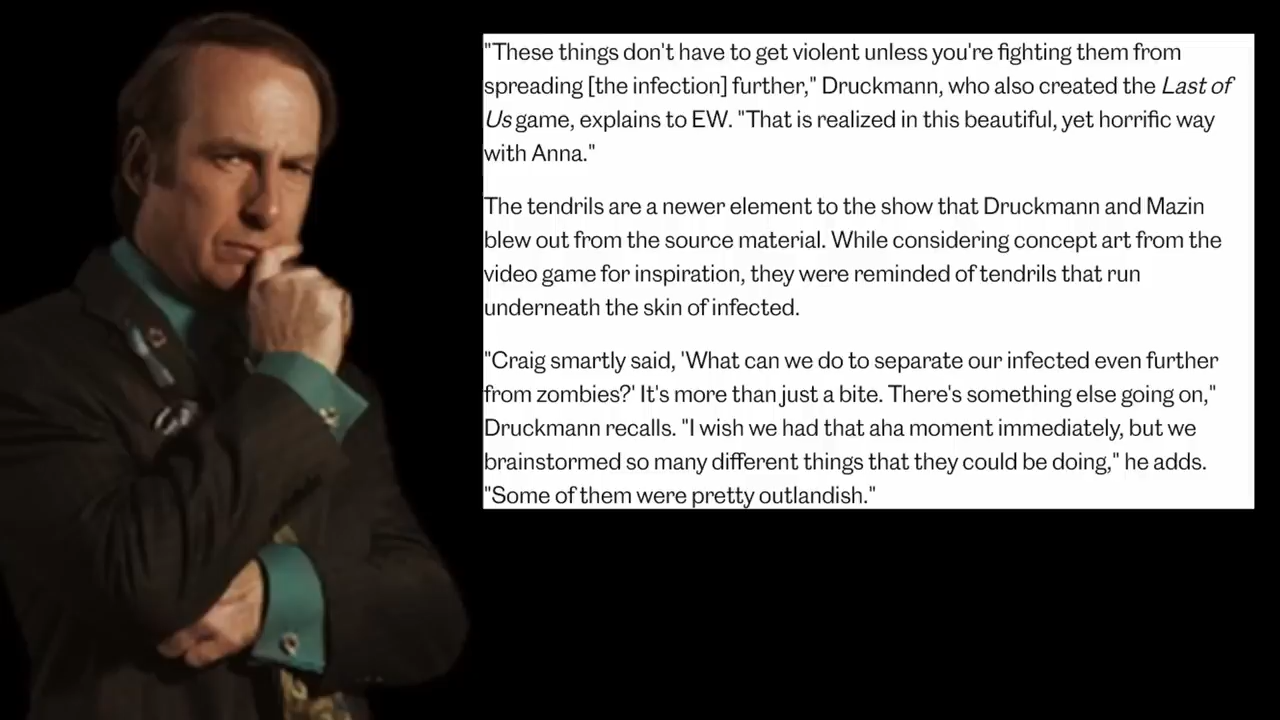 "These things don't have to get violent unless you're fighting them from
spreading [the infection] further," Druckmann, who also created the Last of
Us game, explains to EW. "That is realized in this beautiful, yet horrific way
with Anna."
The tendrils are a newer element to the show that Druckmann and Mazin
blew out from the source material. While considering concept art from the
video game for inspiration, they were reminded of tendrils that run
underneath the skin of infected.
"Craig smartly said, 'What can we do to separate our infected even further
from zombies?' It's more than just a bite. There's something else going on,"
Druckmann recalls. "I wish we had that aha moment immediately, but we
brainstormed so many different things that they could be doing," he adds.
"Some of them were pretty outlandish."